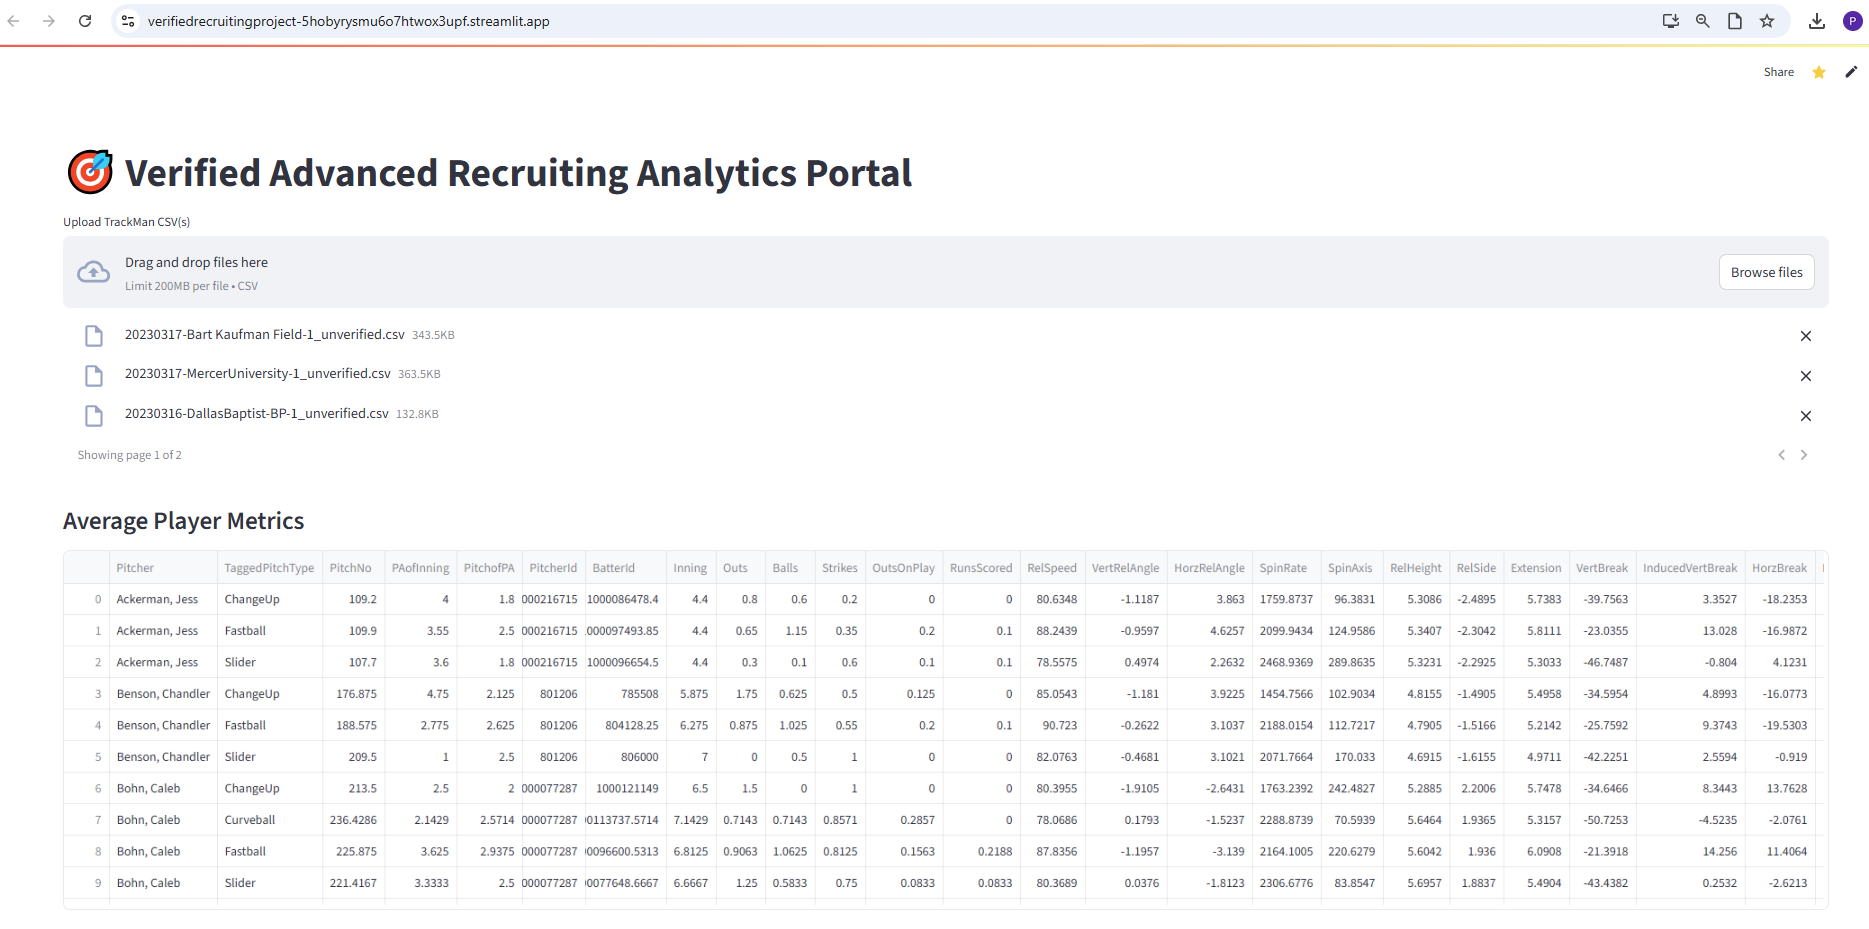 verifiedrecruitingproject-5hobyrysmu6o7htwox3upf.streamlit.app
P
Share
Verified Advanced Recruiting Analytics Portal
Upload TrackMan CSV(s)
Drag and drop files here
Limit 200MB per file • CSV
Browse files
20230317-Bart Kaufman Field-1_unverified.csv 343.5KB
20230317-MercerUniversity-1_unverified.csv 363.5KB
20230316-DallasBaptist-BP-1_unverified.csv 132.8KB
Showing page 1 of 2
Average Player Metrics
Pitcher TaggedPitchType PitchNo PAofInning PitchofPA PitcherId BatterId Inning Outs Balls Strikes OutsOnPlay RunsScored RelSpeed VertRelAngle HorzRelAngle SpinRate SpinAxis RelHeight RelSide Extension VertBreak InducedVertBreak HorzBreak
0 Ackerman, Jess ChangeUp 109.2 4 1.8 000216715 1000086478.4 4.4 0.8 0.6 0.2 0 0 80.6348 -1.1187 3.863 1759.8737 96.3831 5.3086 -2.4895 5.7383 -39.7563 3.3527 -18.2353
1 Ackerman, Jess Fastball 109.9 3.55 2.5 000216715 .000097493.85 4.4 0.65 1.15 0.35 0.2 0.1 88.2439 -0.9597 4.6257 2099.9434 124.9586 5.3407 -2.3042 5.8111 -23.0355 13.028 -16.9872
2 Ackerman, Jess Slider 107.7 3.6 1.8 000216715 1000096654.5 4.4 0.3 0.1 0.6 0.1 0.1 78.5575 0.4974 2.2632 2468.9369 289.8635 5.3231 -2.2925 5.3033 -46.7487 -0.804 4.1231
3 Benson, Chandler ChangeUp 176.875 4.75 2.125 801206 785508 5.875 1.75 0.625 0.5 0.125 0 85.0543 -1.181 3.9225 1454.7566 102.9034 4.8155 -1.4905 5.4958 -34.5954 4.8993 -16.0773
4 Benson, Chandler Fastball 188.575 2.775 2.625 801206 804128.25 6.275 0.875 1.025 0.55 0.2 0.1 90.723 -0.2622 3.1037 2188.0154 112.7217 4.7905 -1.5166 5.2142 -25.7592 9.3743 -19.5303
5 Benson, Chandler Slider 209.5 1 2.5 801206 806000 7 0 0.5 1 0 0 82.0763 -0.4681 3.1021 2071.7664 170.033 4.6915 -1.6155 4.9711 -42.2251 2.5594 -0.919
6 Bohn, Caleb ChangeUp 213.5 2.5 2 000077287 1000121149 6.5 1.5 0 1 0 0 80.3955 -1.9105 -2.6431 1763.2392 242.4827 5.2885 2.2006 5.7478 -34.6466 8.3443 13.7628
7 Bohn, Caleb Curveball 236.4286 2.1429 2.5714 000077287 00113737.5714 7.1429 0.7143 0.7143 0.8571 0.2857 0 78.0686 0.1793 -1.5237 2288.8739 70.5939 5.6464 1.9365 5.3157 -50.7253 -4.5235 -2.0761
8 Bohn, Caleb Fastball 225.875 3.625 2.9375 000077287 00096600.5313 6.8125 0.9063 1.0625 0.8125 0.1563 0.2188 87.8356 -1.1957 -3.139 2164.1005 220.6279 5.6042 1.936 6.0908 -21.3918 14.256 11.4064
9 Bohn, Caleb Slider 221.4167 3.3333 2.5 000077287 00077648.6667 6.6667 1.25 0.5833 0.75 0.0833 0.0833 80.3689 0.0376 -1.8123 2306.6776 83.8547 5.6957 1.8837 5.4904 -43.4382 0.2532 -2.6213